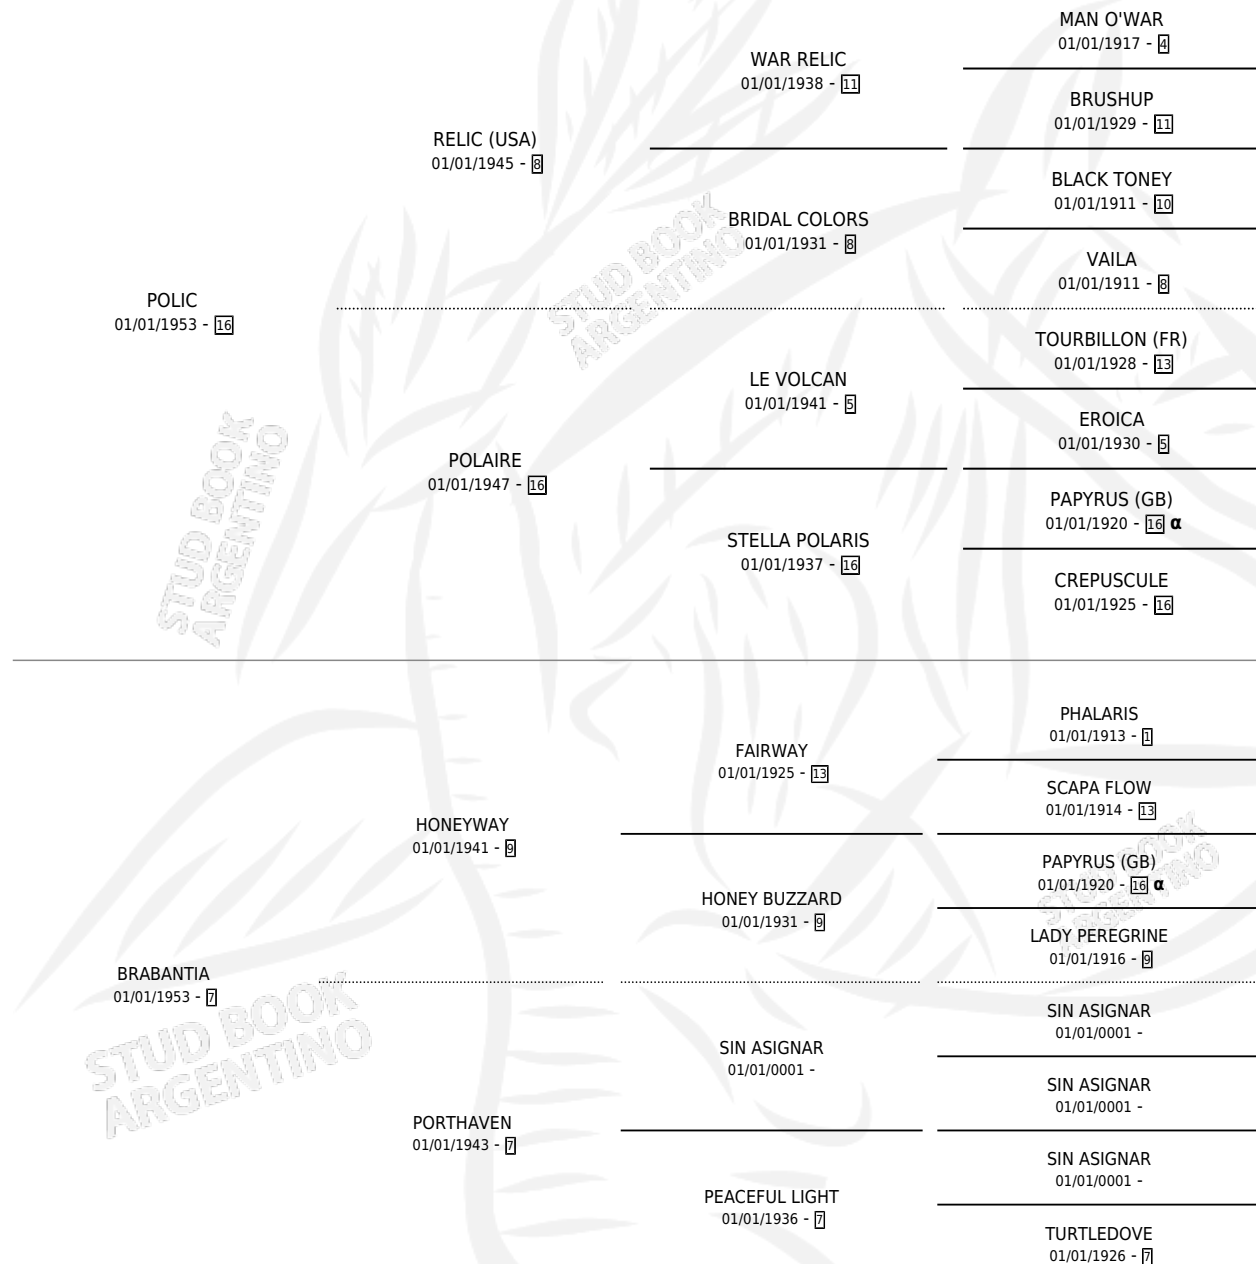 MAN O'WAR
01/01/1917 - 4
WAR RELIC
01/01/1938 - 11
BRUSHUP
01/01/1929 - 11
RELIC (USA)
01/01/1945 - 8
BLACK TONEY
01/01/1911 - 10
BRIDAL COLORS
01/01/1931 - 8
VAILA
01/01/1911 - 8
POLIC
01/01/1953 - 16
TOURBILLON (FR)
01/01/1928 - 13
LE VOLCAN
01/01/1941 - 5
EROICA
01/01/1930 - 5
POLAIRE
01/01/1947 - 16
PAPYRUS (GB)
01/01/1920 - 16 α
STELLA POLARIS
01/01/1937 - 16
CREPUSCULE
01/01/1925 - 16
PHALARIS
01/01/1913 - 1
FAIRWAY
01/01/1925 - 13
SCAPA FLOW
01/01/1914 - 13
HONEYWAY
01/01/1941 - 9
PAPYRUS (GB)
01/01/1920 - 16 α
HONEY BUZZARD
01/01/1931 - 9
LADY PEREGRINE
01/01/1916 - 9
BRABANTIA
01/01/1953 - 7
SIN ASIGNAR
01/01/0001 -
SIN ASIGNAR
01/01/0001 -
SIN ASIGNAR
01/01/0001 -
PORTHAVEN
01/01/1943 - 7
SIN ASIGNAR
01/01/0001 -
PEACEFUL LIGHT
01/01/1936 - 7
TURTLEDOVE
01/01/1926 - 7
STUD BOOK
ARGENTINO
STUD BOOK
ARGENTINO
STUD BOOK
ARGENTINO
STUD BOOK
ARGENTINO